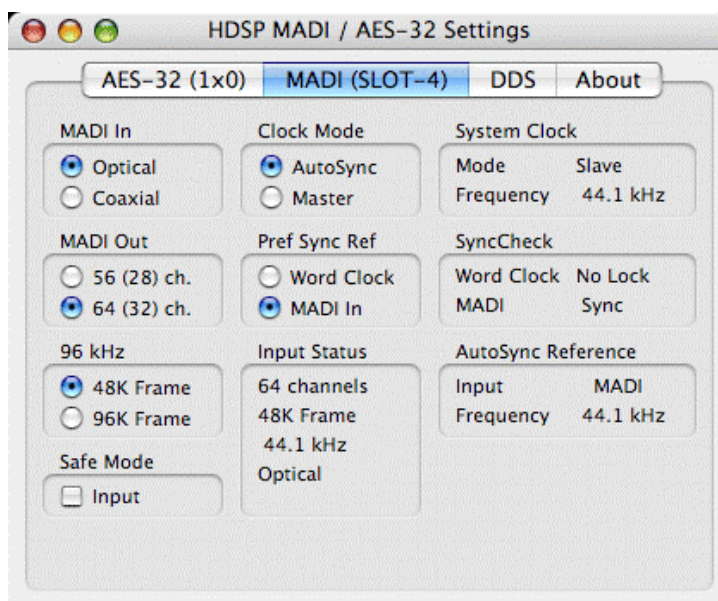 HDSP MADI / AES-32 Settings
AES-32 (1x0) MADI (SLOT-4) DDS About
MADI In
Optical
Coaxial
Clock Mode
AutoSync
Master
System Clock
Mode Slave
Frequency 44.1 kHz
MADI Out
56 (28) ch.
64 (32) ch.
Pref Sync Ref
Word Clock
MADI In
SyncCheck
Word Clock No Lock
MADI Sync
96 kHz
48K Frame
96K Frame
Input Status
64 channels
48K Frame
44.1 kHz
Optical
AutoSync Reference
Input MADI
Frequency 44.1 kHz
Safe Mode
Input